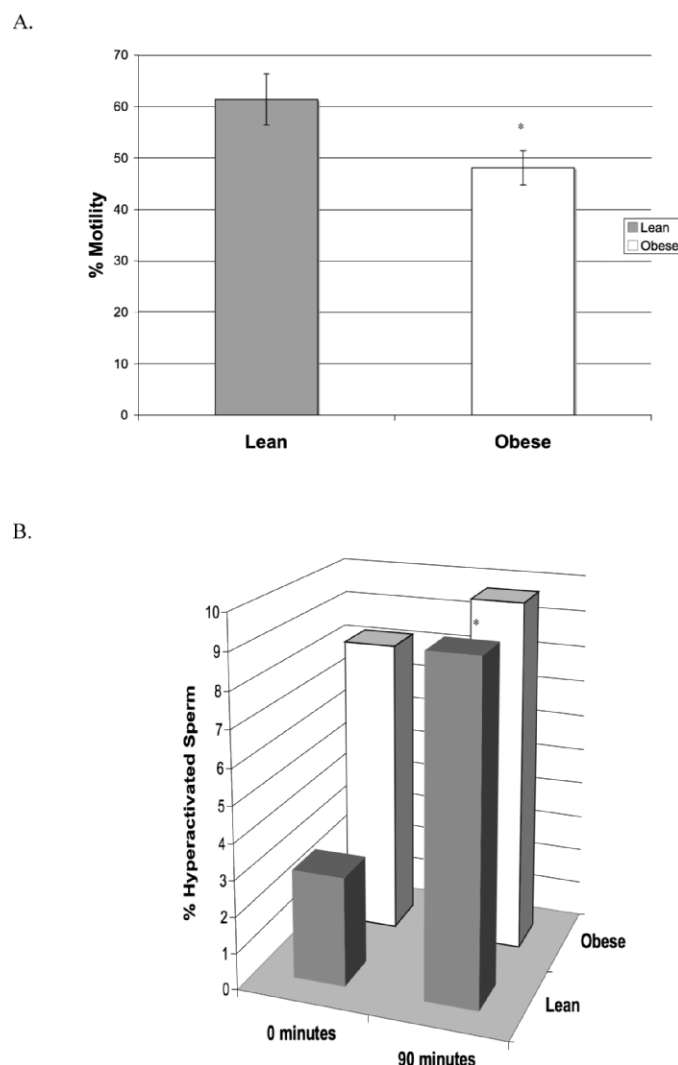 A.
70
60
50
40
30
20
10
0
% Motility
*
Lean
Obese
Lean
Obese
B.
10
9
8
7
6
5
4
3
2
1
0
% Hyperactivated Sperm
*
Obese
Lean
0 minutes
90 minutes